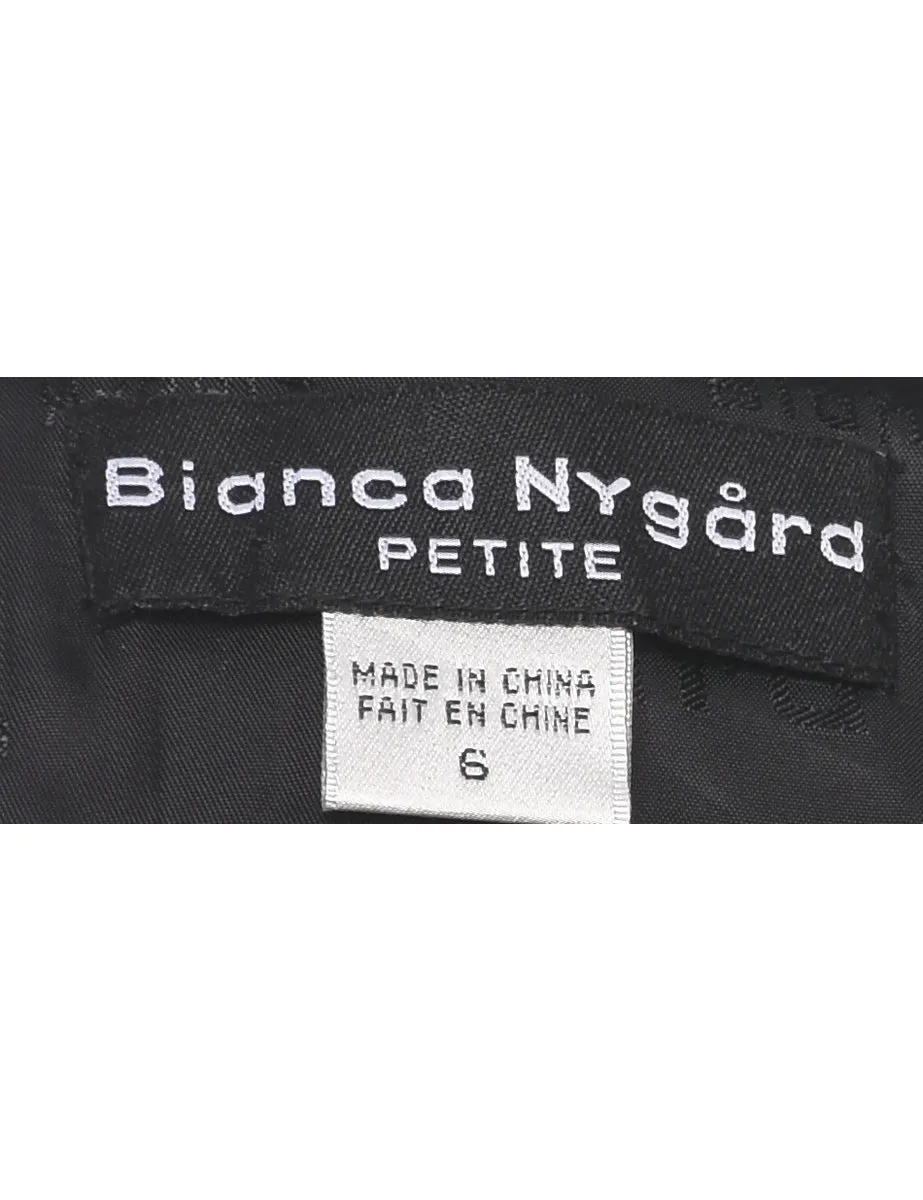 Bianca Nygård
PETITE
MADE IN CHINA
FAIT EN CHINE
6